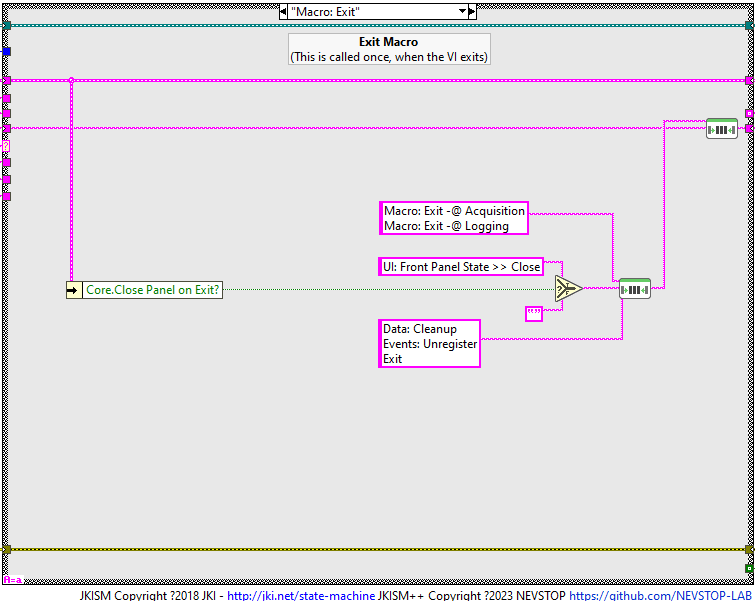 "Macro: Exit"
Exit Macro
(This is called once, when the VI exits)
?
Macro: Exit -@ Acquisition
Macro: Exit -@ Logging
UI: Front Panel State >> Close
Core.Close Panel on Exit?
?
T
F
""
Data: Cleanup
Events: Unregister
Exit
A=a
JKISM Copyright ?2018 JKI - http://jki.net/state-machine JKISM++ Copyright ?2023 NEVSTOP https://github.com/NEVSTOP-LAB